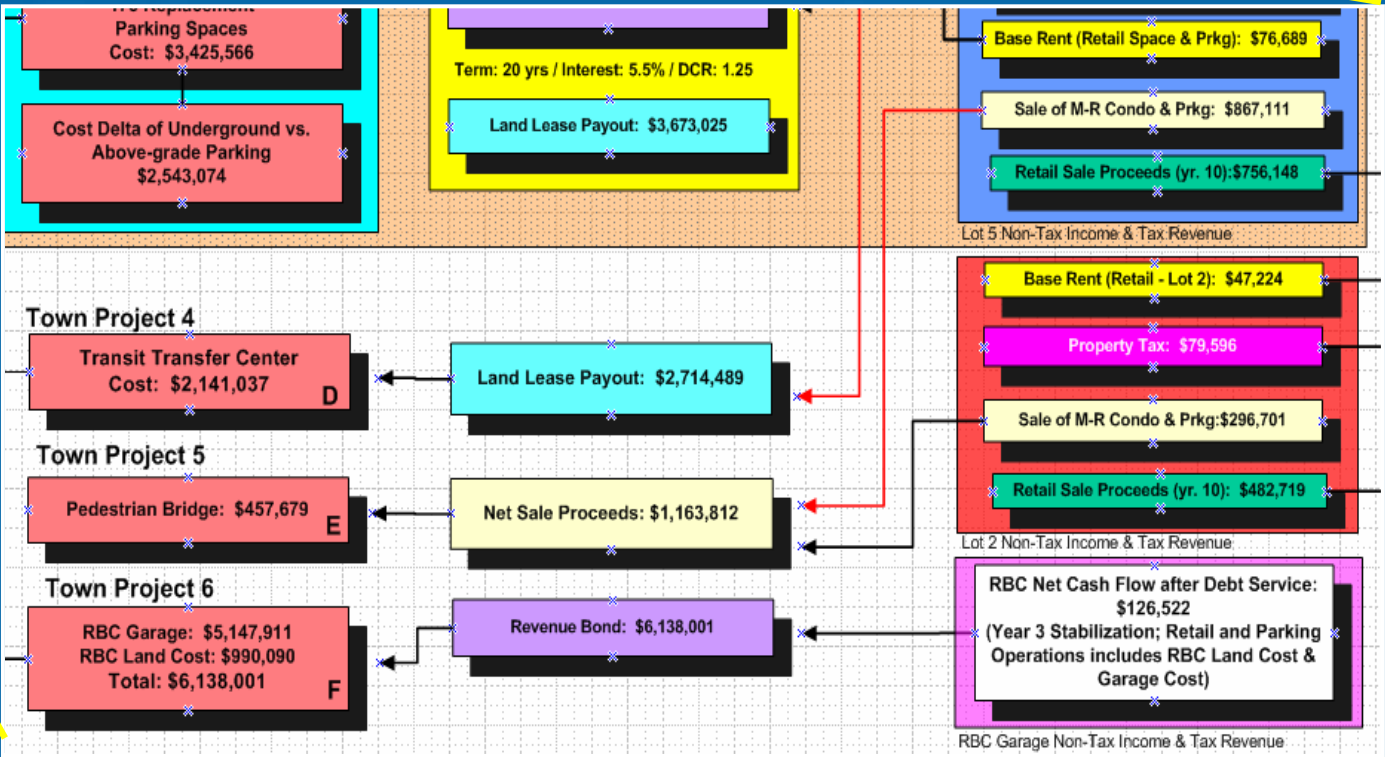 Parking Spaces
Cost: $3,425,566
Cost Delta of Underground vs.
Above-grade Parking
$2,543,074
Term: 20 yrs / Interest: 5.5% / DCR: 1.25
Land Lease Payout: $3,673,025
Base Rent (Retail Space & Prkg): $76,689
Sale of M-R Condo & Prkg: $867,111
Retail Sale Proceeds (yr. 10):$756,148
Lot 5 Non-Tax Income & Tax Revenue
Town Project 4
Transit Transfer Center
Cost: $2,141,037
D
Land Lease Payout: $2,714,489
Base Rent (Retail - Lot 2): $47,224
Property Tax: $79,596
Sale of M-R Condo & Prkg:$296,701
Retail Sale Proceeds (yr. 10): $482,719
Lot 2 Non-Tax Income & Tax Revenue
Town Project 5
Pedestrian Bridge: $457,679
E
Net Sale Proceeds: $1,163,812
Town Project 6
RBC Garage: $5,147,911
RBC Land Cost: $990,090
Total: $6,138,001
F
Revenue Bond: $6,138,001
RBC Net Cash Flow after Debt Service:
$126,522
(Year 3 Stabilization; Retail and Parking
Operations includes RBC Land Cost &
Garage Cost)
RBC Garage Non-Tax Income & Tax Revenue